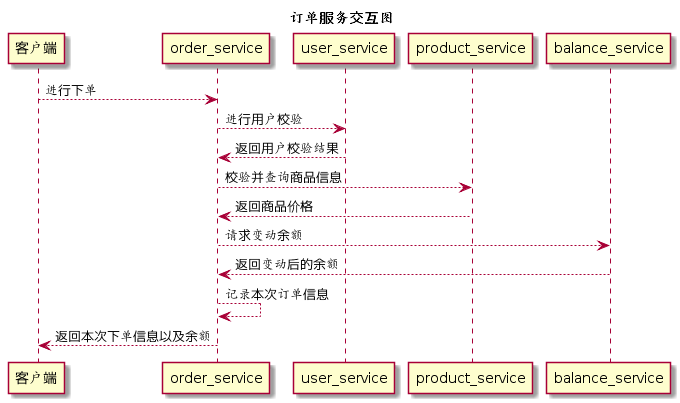 订单服务交互图
客户端 order_service user_service product_service balance_service
进行下单
进行用户校验
返回用户校验结果
校验并查询商品信息
返回商品价格
请求变动余额
返回变动后的余额
记录本次订单信息
返回本次下单信息以及余额
客户端 order_service user_service product_service balance_service